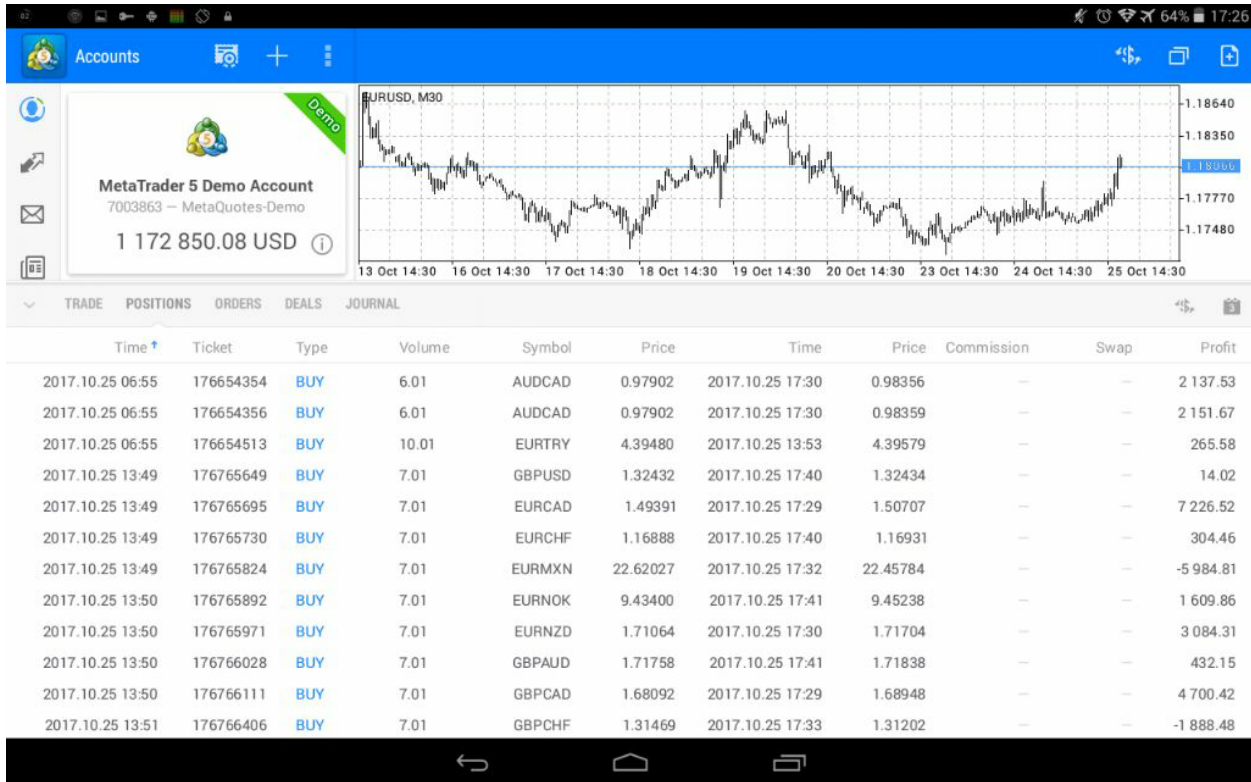 64% 17:26
Accounts
EURUSD, M30
Demo
MetaTrader 5 Demo Account
7003863 — MetaQuotes-Demo
1 172 850.08 USD
1.18640
1.18350
1.18066
1.17770
1.17480
13 Oct 14:30 16 Oct 14:30 17 Oct 14:30 18 Oct 14:30 19 Oct 14:30 20 Oct 14:30 23 Oct 14:30 24 Oct 14:30 25 Oct 14:30
TRADE POSITIONS ORDERS DEALS JOURNAL
Time Ticket Type Volume Symbol Price Time Price Commission Swap Profit
2017.10.25 06:55 176654354 BUY 6.01 AUDCAD 0.97902 2017.10.25 17:30 0.98356 — — 2 137.53
2017.10.25 06:55 176654356 BUY 6.01 AUDCAD 0.97902 2017.10.25 17:30 0.98359 — — 2 151.67
2017.10.25 06:55 176654513 BUY 10.01 EURTRY 4.39480 2017.10.25 13:53 4.39579 — — 265.58
2017.10.25 13:49 176765649 BUY 7.01 GBPUSD 1.32432 2017.10.25 17:40 1.32434 — — 14.02
2017.10.25 13:49 176765695 BUY 7.01 EURCAD 1.49391 2017.10.25 17:29 1.50707 — — 7 226.52
2017.10.25 13:49 176765730 BUY 7.01 EURCHF 1.16888 2017.10.25 17:40 1.16931 — — 304.46
2017.10.25 13:49 176765824 BUY 7.01 EURMXN 22.62027 2017.10.25 17:32 22.45784 — — -5 984.81
2017.10.25 13:50 176765892 BUY 7.01 EURNOK 9.43400 2017.10.25 17:41 9.45238 — — 1 609.86
2017.10.25 13:50 176765971 BUY 7.01 EURNZD 1.71064 2017.10.25 17:30 1.71704 — — 3 084.31
2017.10.25 13:50 176766028 BUY 7.01 GBPAUD 1.71758 2017.10.25 17:41 1.71838 — — 432.15
2017.10.25 13:50 176766111 BUY 7.01 GBPCAD 1.68092 2017.10.25 17:29 1.68948 — — 4 700.42
2017.10.25 13:51 176766406 BUY 7.01 GBPCHF 1.31469 2017.10.25 17:33 1.31202 — — -1 888.48